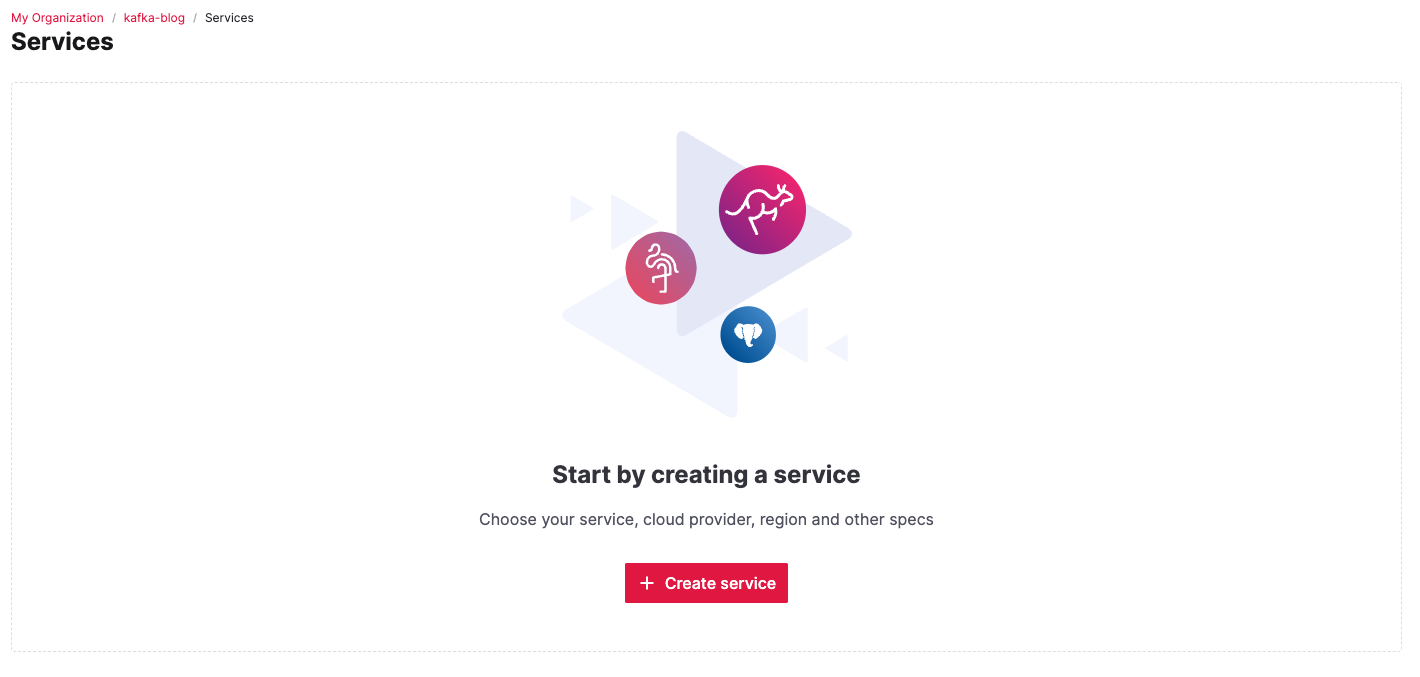 My Organization / kafka-blog / Services
Services
Start by creating a service
Choose your service, cloud provider, region and other specs
+ Create service